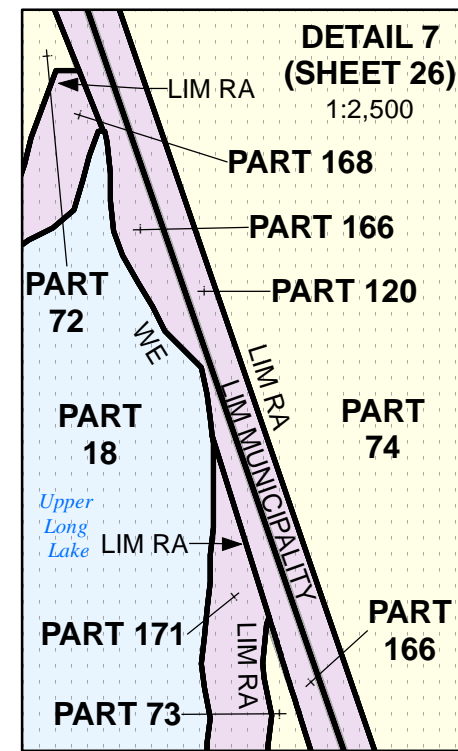 DETAIL 7
(SHEET 26)
1:2,500
LIM RA
PART 168
PART 166
PART 120
PART
72
WE
LIM RA
LIM MUNICIPALITY
PART
18
PART
74
Upper
Long
Lake
LIM RA
PART 171
LIM RA
PART
166
PART 73